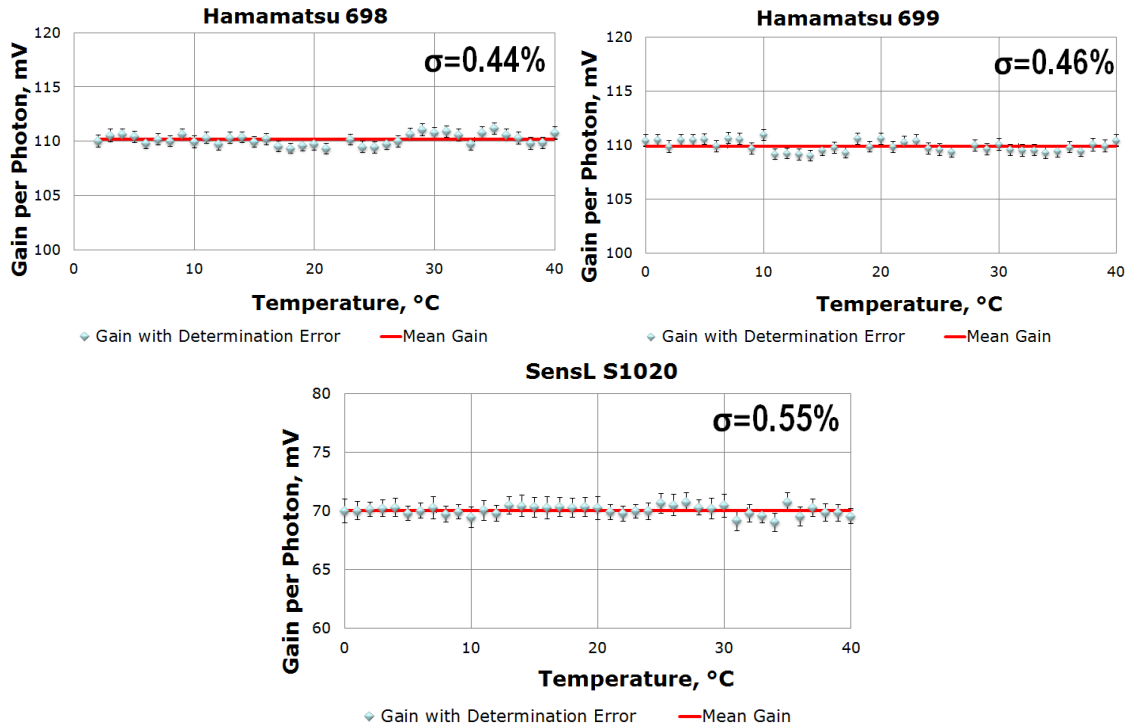 Hamamatsu 698
σ=0.44%
Gain per Photon, mV
120
115
110
105
100
0 10 20 30 40
Temperature, °C
Gain with Determination Error Mean Gain
Hamamatsu 699
σ=0.46%
Gain per Photon, mV
120
115
110
105
100
0 10 20 30 40
Temperature, °C
Gain with Determination Error Mean Gain
SensL S1020
σ=0.55%
Gain per Photon, mV
80
75
70
65
60
0 10 20 30 40
Temperature, °C
Gain with Determination Error Mean Gain